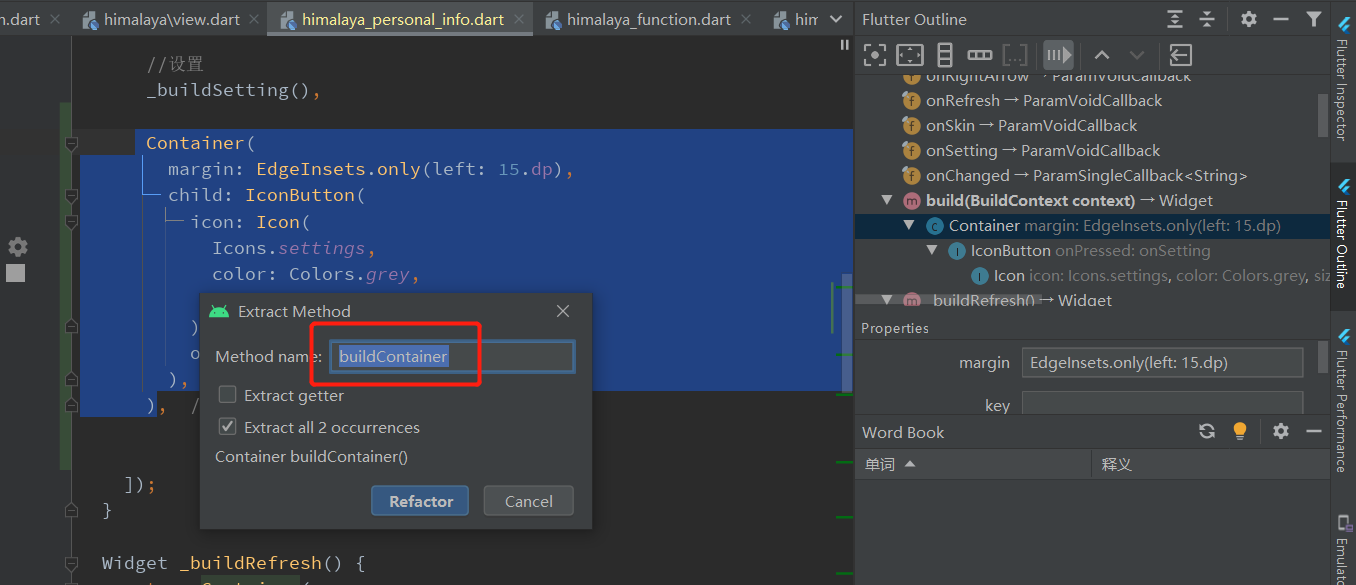 n.dart
himalaya\view.dart
himalaya_personal_info.dart
himalaya_function.dart
him
//设置
_buildSetting(),
Container(
margin: EdgeInsets.only(left: 15.dp),
child: IconButton(
icon: Icon(
Icons.settings,
color: Colors.grey,
)
o
),
), /
]);
}
Widget _buildRefresh() {
Extract Method
Method name:
buildContainer
Extract getter
Extract all 2 occurrences
Container buildContainer()
Refactor
Cancel
Flutter Outline
onRightArrow → ParamVoidCallback
onRefresh → ParamVoidCallback
onSkin → ParamVoidCallback
onSetting → ParamVoidCallback
onChanged → ParamSingleCallback<String>
build(BuildContext context) → Widget
Container margin: EdgeInsets.only(left: 15.dp)
IconButton onPressed: onSetting
Icon icon: Icons.settings, color: Colors.grey, siz
_buildRefresh() → Widget
Properties
margin
EdgeInsets.only(left: 15.dp)
key
Word Book
单词
释义
Flutter Inspector
Flutter Outline
Flutter Performance
Emulato